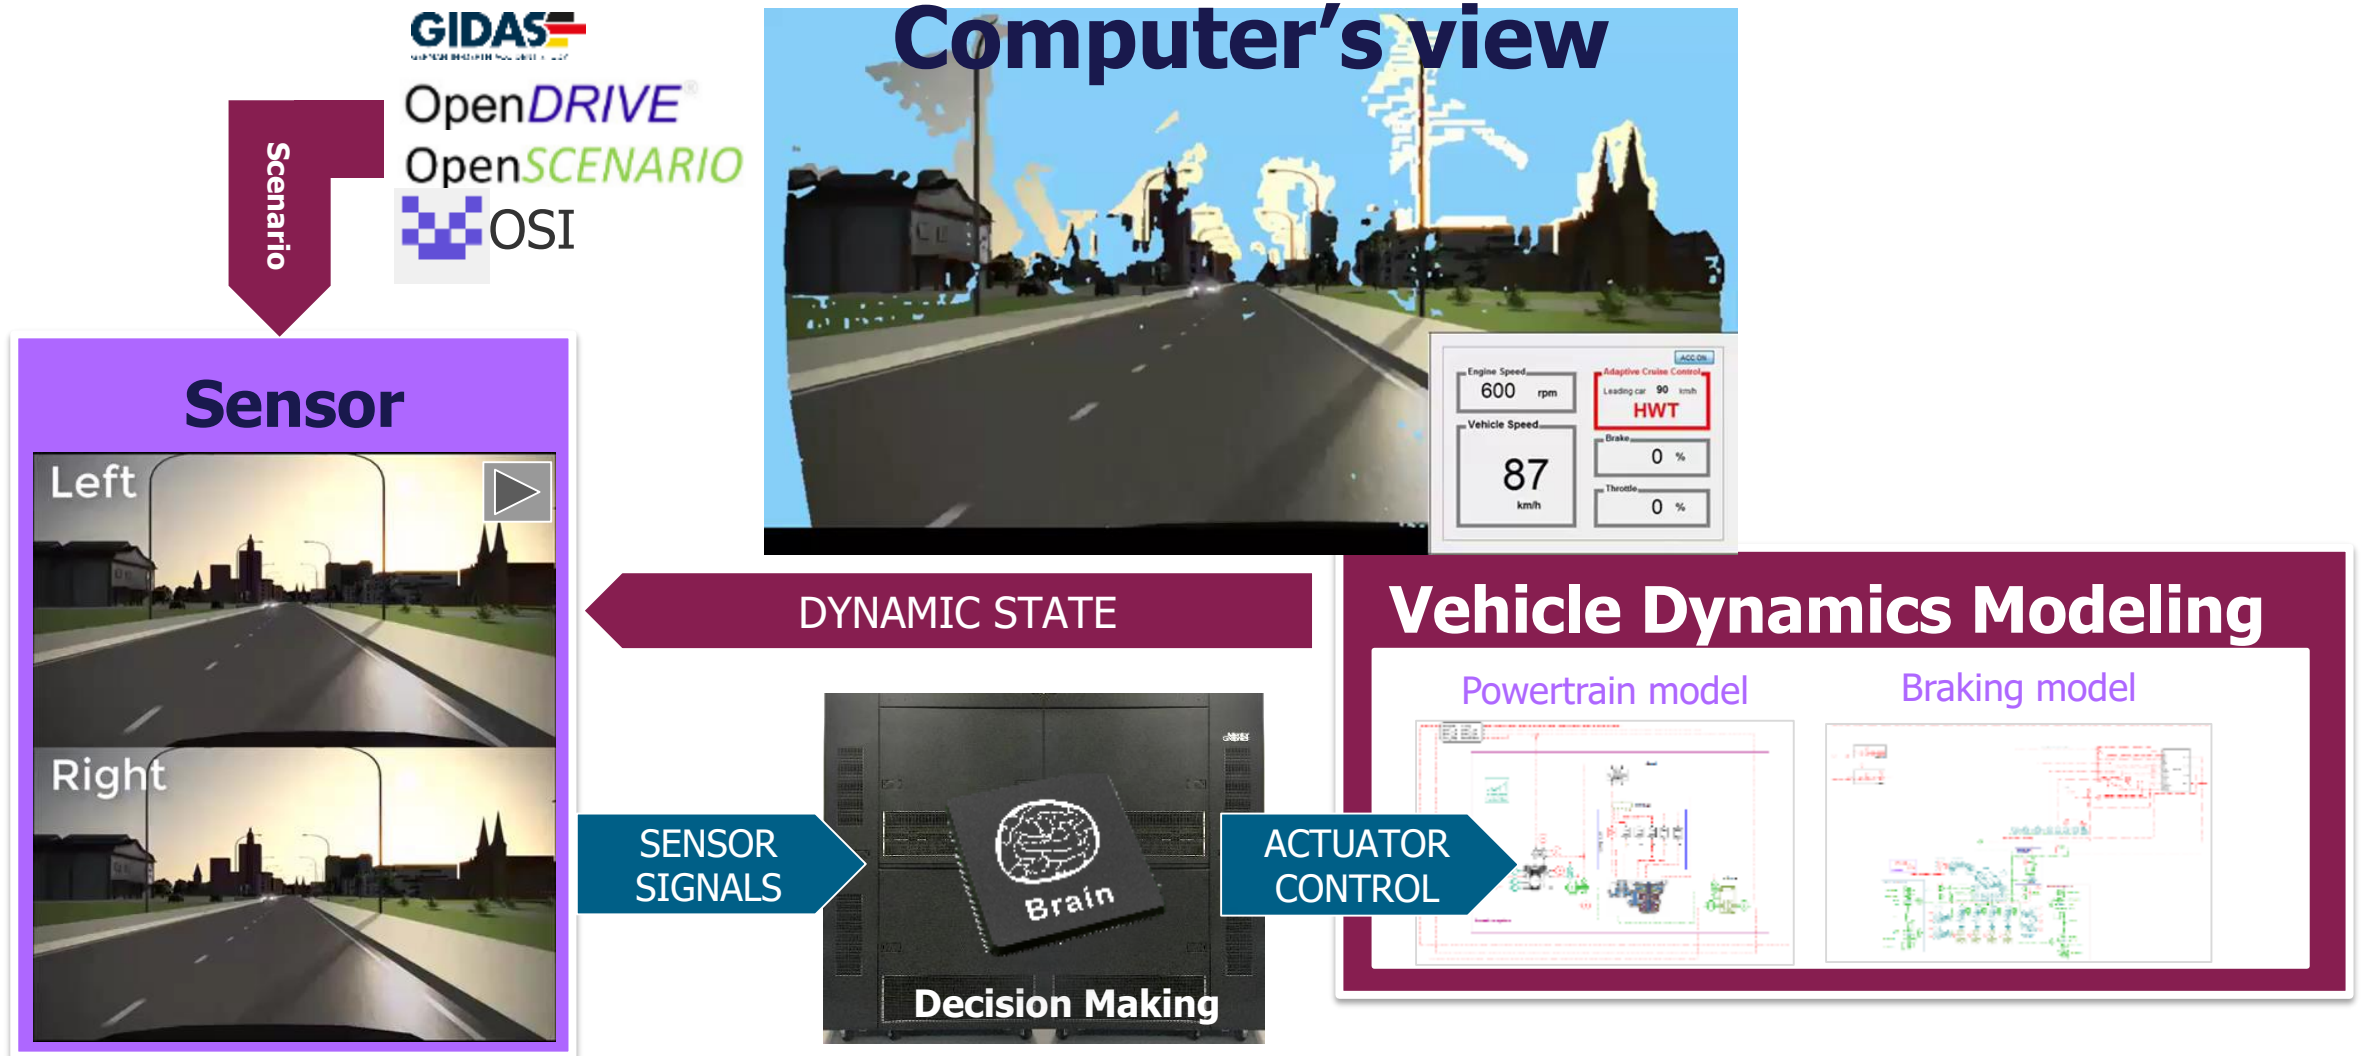 GIDAS
OpenDRIVE®
OpenSCENARIO
OSI
Scenario
Computer’s view
ACC ON
Engine Speed
600 rpm
Adaptive Cruise Control
Leading car 90 km/h
HWT
Vehicle Speed
87
km/h
Brake
0 %
Throttle
0 %
Sensor
Left
Right
DYNAMIC STATE
SENSOR
SIGNALS
Brain
Decision Making
ACTUATOR
CONTROL
Vehicle Dynamics Modeling
Powertrain model
Braking model